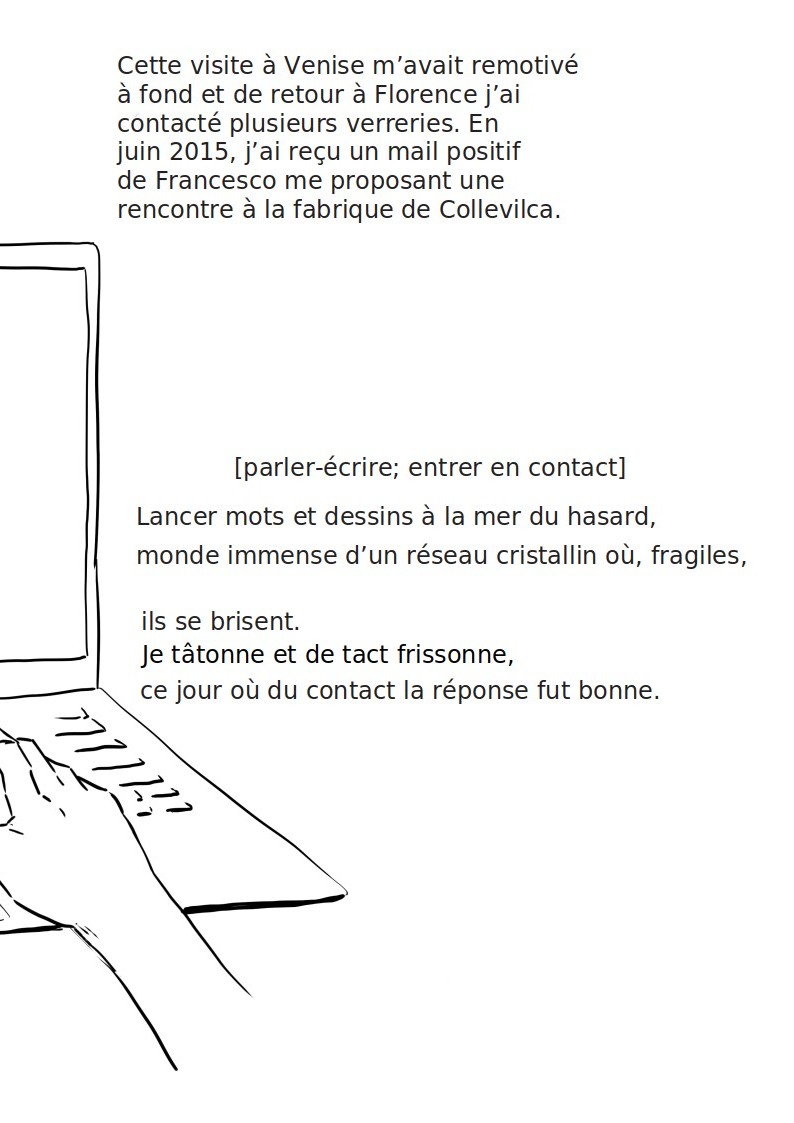 Cette visite à Venise m’avait remotivé
à fond et de retour à Florence j’ai
contacté plusieurs verreries. En
juin 2015, j’ai reçu un mail positif
de Francesco me proposant une
rencontre à la fabrique de Collevilca.
[parler-écrire; entrer en contact]
Lancer mots et dessins à la mer du hasard,
monde immense d’un réseau cristallin où, fragiles,
ils se brisent.
Je tâtonne et de tact frissonne,
ce jour où du contact la réponse fut bonne.